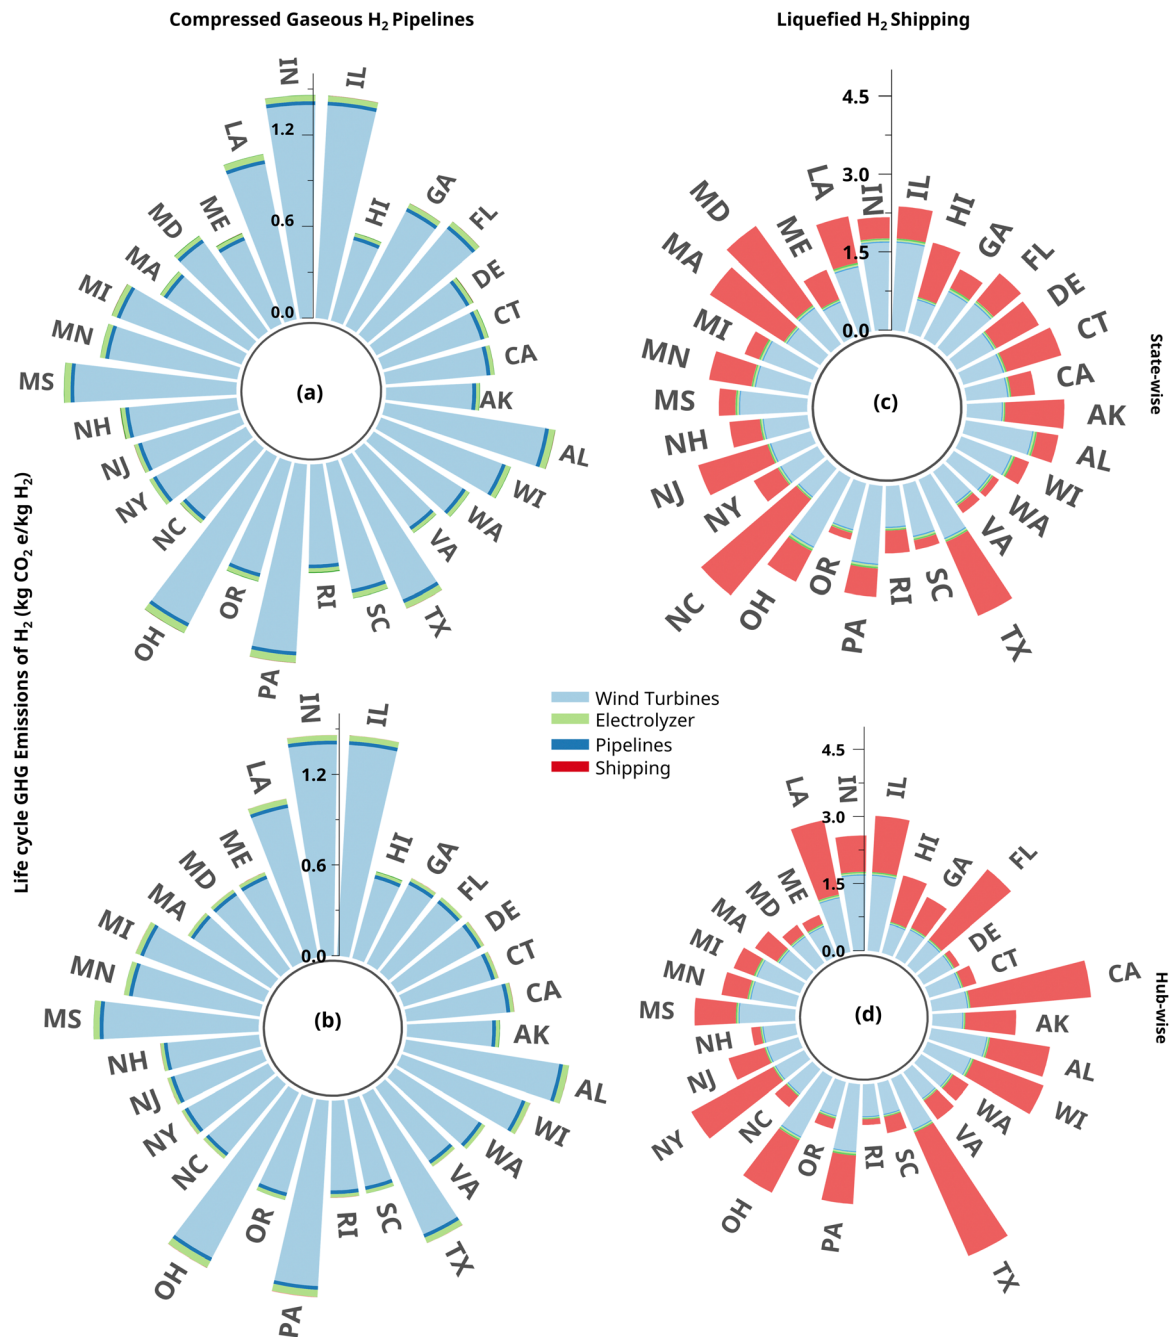 Compressed Gaseous H2 Pipelines
Liquefied H2 Shipping
Life cycle GHG Emissions of H2 (kg CO2 e/kg H2)
State-wise
Hub-wise
(a)
1.2
0.6
0.0
IN
IL
HI
GA
FL
DE
CT
CA
AK
AL
WI
WA
VA
TX
SC
RI
PA
OR
OH
NC
NY
NJ
NH
MS
MN
MI
MA
MD
ME
LA
(c)
4.5
3.0
1.5
0.0
IN
IL
HI
GA
FL
DE
CT
CA
AK
AL
WI
WA
VA
TX
SC
RI
PA
OR
OH
NC
NY
NJ
NH
MS
MN
MI
MA
MD
ME
LA
Wind Turbines
Electrolyzer
Pipelines
Shipping
(b)
1.2
0.6
0.0
IN
IL
HI
GA
FL
DE
CT
CA
AK
AL
WI
WA
VA
TX
SC
RI
PA
OR
OH
NC
NY
NJ
NH
MS
MN
MI
MA
MD
ME
LA
(d)
4.5
3.0
1.5
0.0
IN
IL
HI
GA
FL
DE
CT
CA
AK
AL
WI
WA
VA
TX
SC
RI
PA
OR
OH
NC
NY
NJ
NH
MS
MN
MI
MA
MD
ME
LA